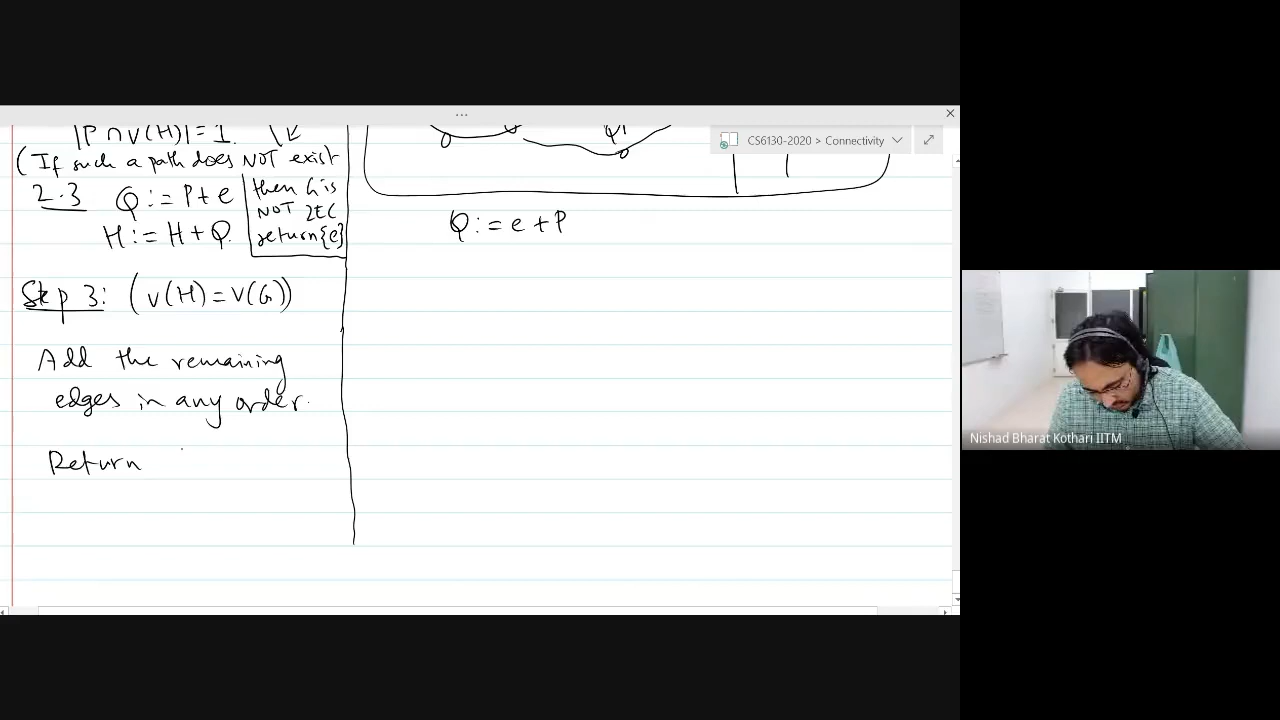 |P ∩ V(H)| = 1.
(If such a path does NOT exist
then G is
NOT 2EC
return {e}
2.3 Q := P + e
H := H + Q.
Step 3: (V(H) = V(G))
Add the remaining
edges in any order.
Return
Q1
Q := e + P
CS6130-2020 > Connectivity
Nishad Bharat Kothari IITM